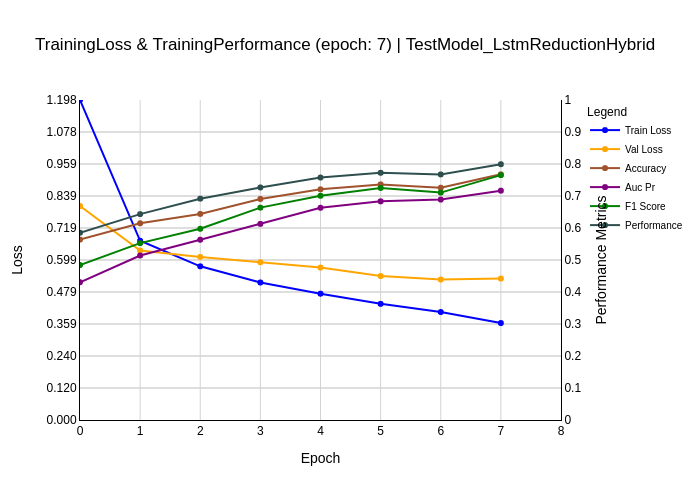 TrainingLoss & TrainingPerformance (epoch: 7) | TestModel_LstmReductionHybrid
1.198
1.078
0.959
0.839
0.719
0.599
0.479
0.359
0.240
0.120
0.000
Loss
0 1 2 3 4 5 6 7 8
Epoch
1
0.9
0.8
0.7
0.6
0.5
0.4
0.3
0.2
0.1
0
Performance Metrics
Legend
Train Loss
Val Loss
Accuracy
Auc Pr
F1 Score
Performance